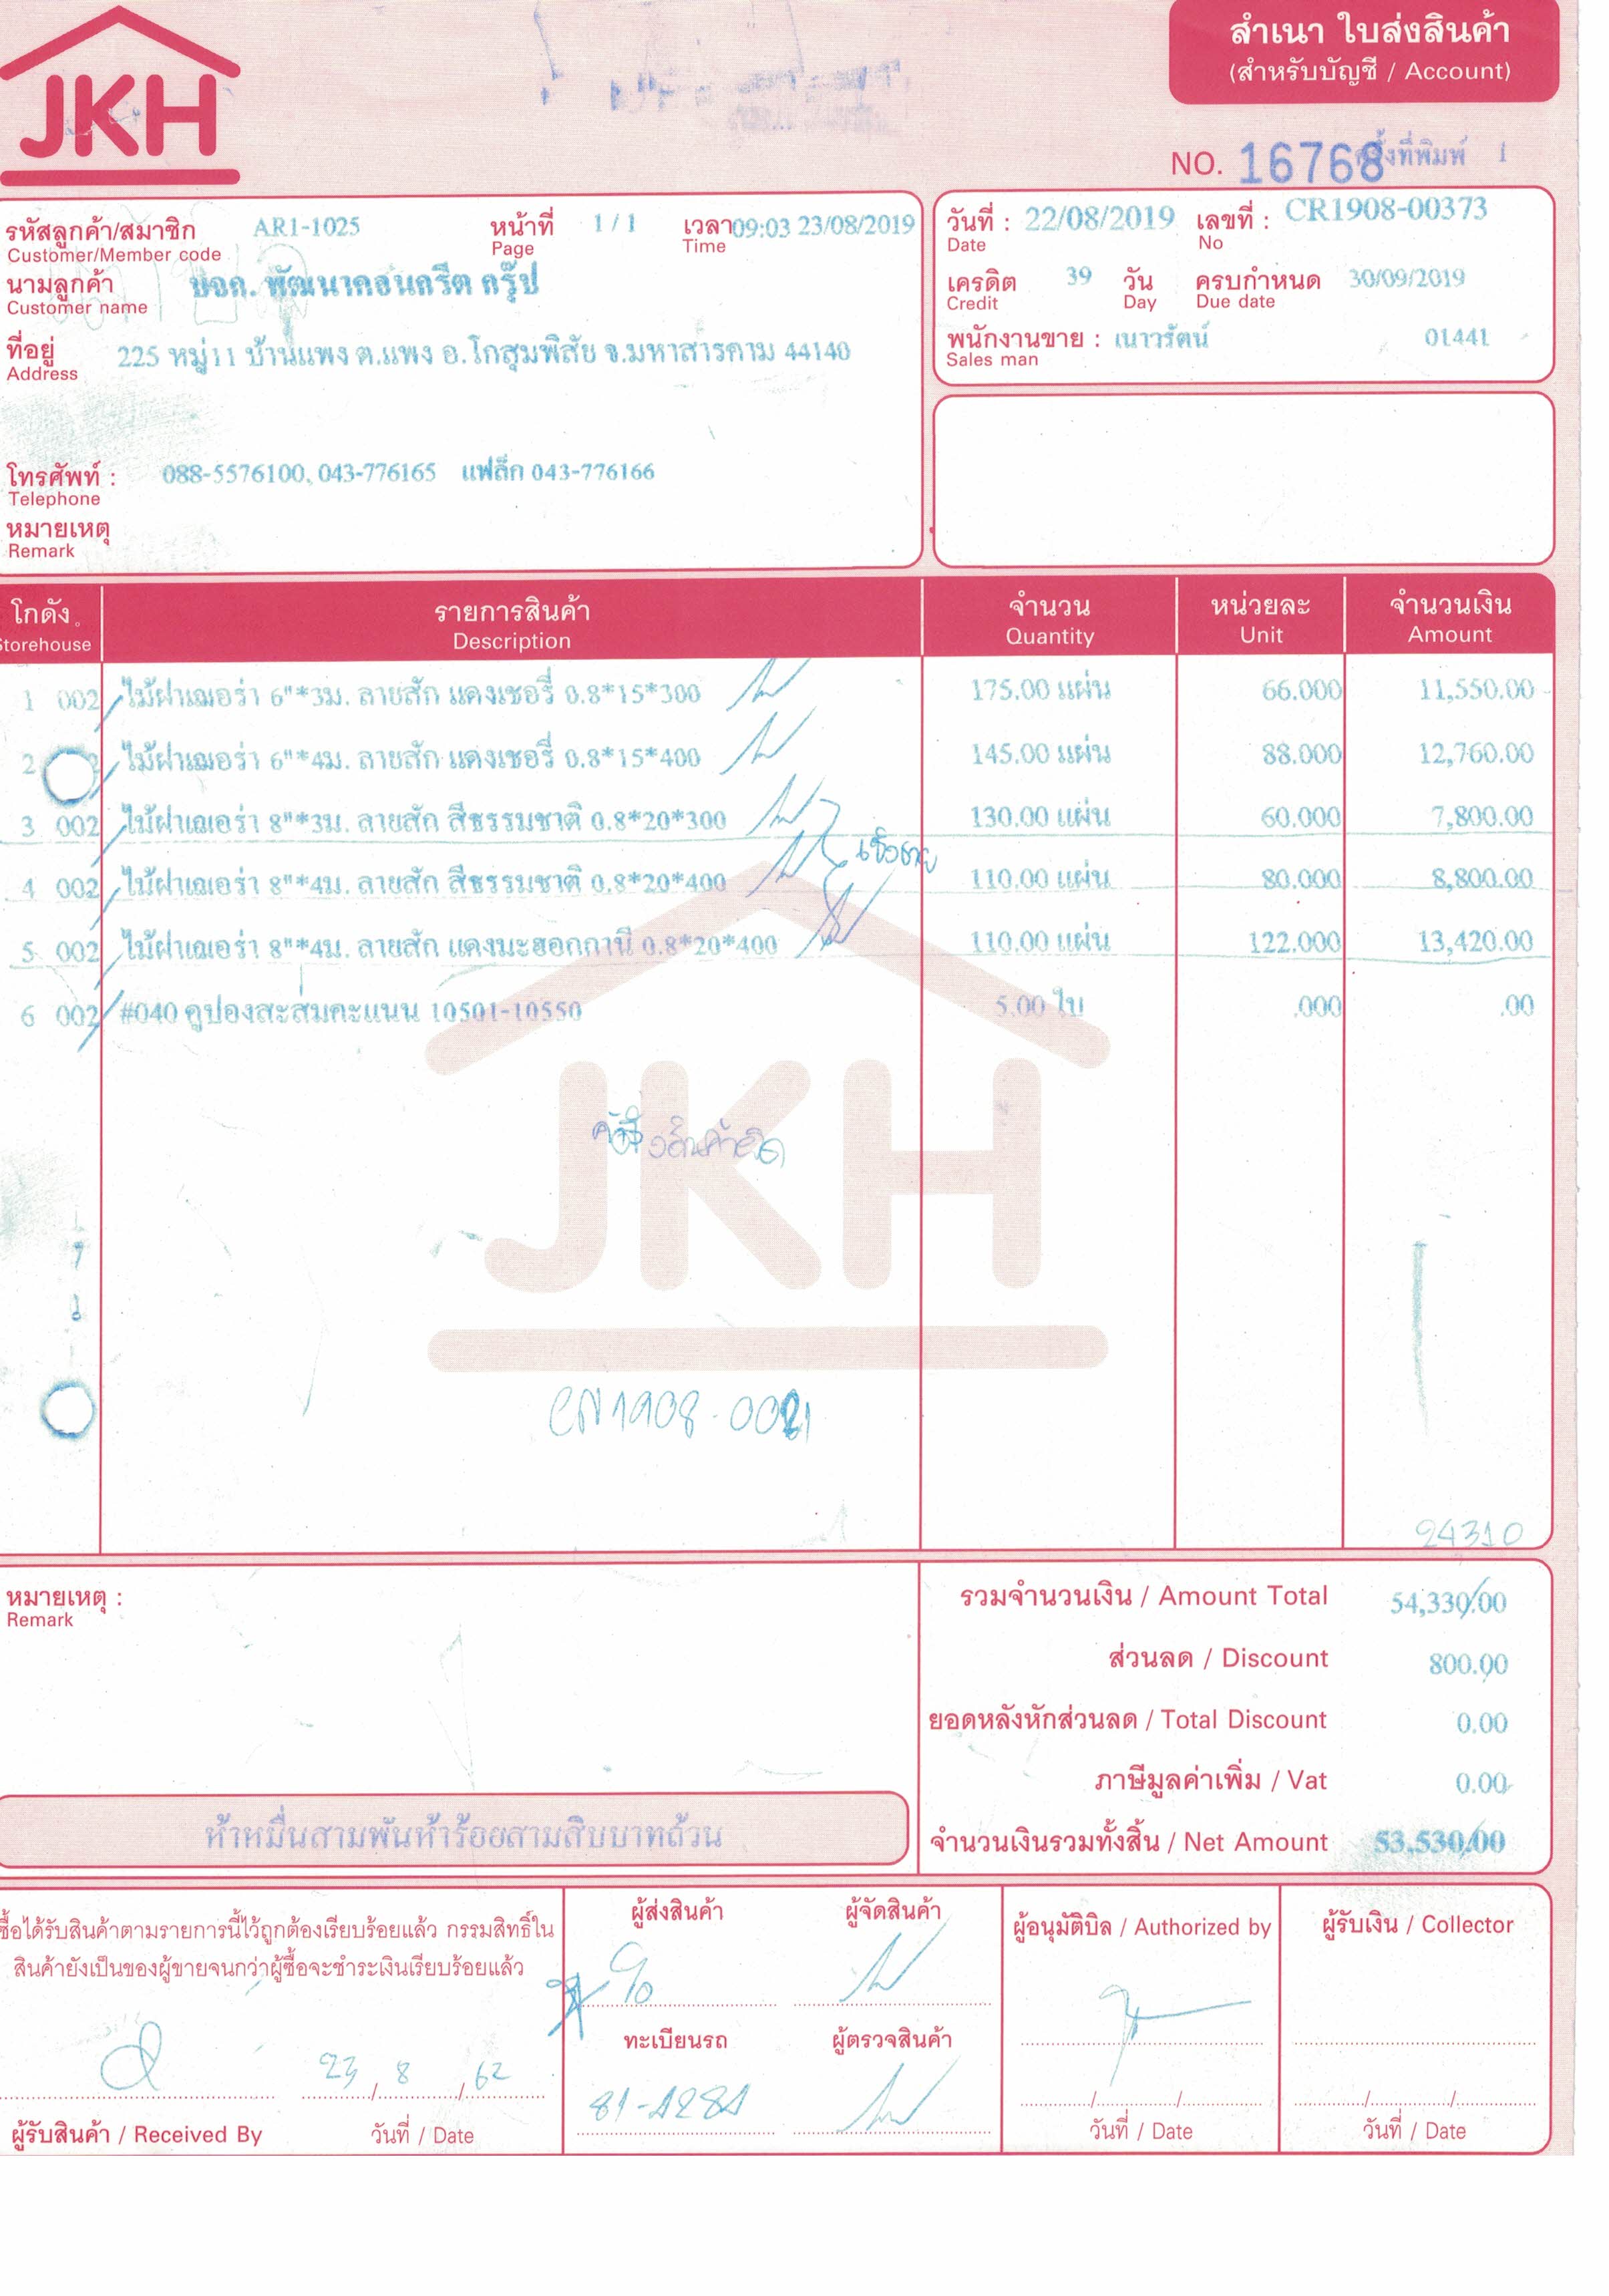 JKH
สำเนา ใบส่งสินค้า
(สำหรับบัญชี / Account)
NO. 16768 ครั้งที่พิมพ์ 1
รหัสลูกค้า/สมาชิก AR1-1025 หน้าที่ 1 / 1 เวลา 09:03 23/08/2019
Customer/Member code Page Time
นามลูกค้า บจก. พัฒนาคอนกรีต กรุ๊ป
Customer name
ที่อยู่ 225 หมู่11 บ้านแพง ต.แพง อ.โกสุมพิสัย จ.มหาสารคาม 44140
Address
โทรศัพท์ : 088-5576100, 043-776165 แฟล็ก 043-776166
Telephone
หมายเหตุ
Remark
วันที่ : 22/08/2019 เลขที่ : CR1908-00373
Date No
เครดิต 39 วัน ครบกำหนด 30/09/2019
Credit Day Due date
พนักงานขาย : เนาวรัตน์ 01441
Sales man
โกดัง รายการสินค้า จำนวน หน่วยละ จำนวนเงิน
Storehouse Description Quantity Unit Amount
1 002 ไม้ฝาเฌอร่า 6"*3ม. ลายสัก แดงเชอรี่ 0.8*15*300 175.00 แผ่น 66.000 11,550.00
2 ไม้ฝาเฌอร่า 6"*4ม. ลายสัก แดงเชอรี่ 0.8*15*400 145.00 แผ่น 88.000 12,760.00
3 002 ไม้ฝาเฌอร่า 8"*3ม. ลายสัก สีธรรมชาติ 0.8*20*300 130.00 แผ่น 60.000 7,800.00
4 002 ไม้ฝาเฌอร่า 8"*4ม. ลายสัก สีธรรมชาติ 0.8*20*400 110.00 แผ่น 80.000 8,800.00
5 002 ไม้ฝาเฌอร่า 8"*4ม. ลายสัก แดงมะฮอกกานี 0.8*20*400 110.00 แผ่น 122.000 13,420.00
6 002 #040 คูปองสะสมคะแนน 10501-10550 5.00 ใบ .000 .00
JKH
CN1908-0021
24310
หมายเหตุ :
Remark
รวมจำนวนเงิน / Amount Total 54,330.00
ส่วนลด / Discount 800.00
ยอดหลังหักส่วนลด / Total Discount 0.00
ภาษีมูลค่าเพิ่ม / Vat 0.00
ห้าหมื่นสามพันห้าร้อยสามสิบบาทถ้วน
จำนวนเงินรวมทั้งสิ้น / Net Amount 53,530.00
ซื้อได้รับสินค้าตามรายการนี้ไว้ถูกต้องเรียบร้อยแล้ว กรรมสิทธิ์ใน
สินค้ายังเป็นของผู้ขายจนกว่าผู้ซื้อจะชำระเงินเรียบร้อยแล้ว
23 / 8 / 62
ผู้รับสินค้า / Received By วันที่ / Date
ผู้ส่งสินค้า ผู้จัดสินค้า
ทะเบียนรถ ผู้ตรวจสินค้า
81-1281
ผู้อนุมัติบิล / Authorized by
วันที่ / Date
ผู้รับเงิน / Collector
วันที่ / Date